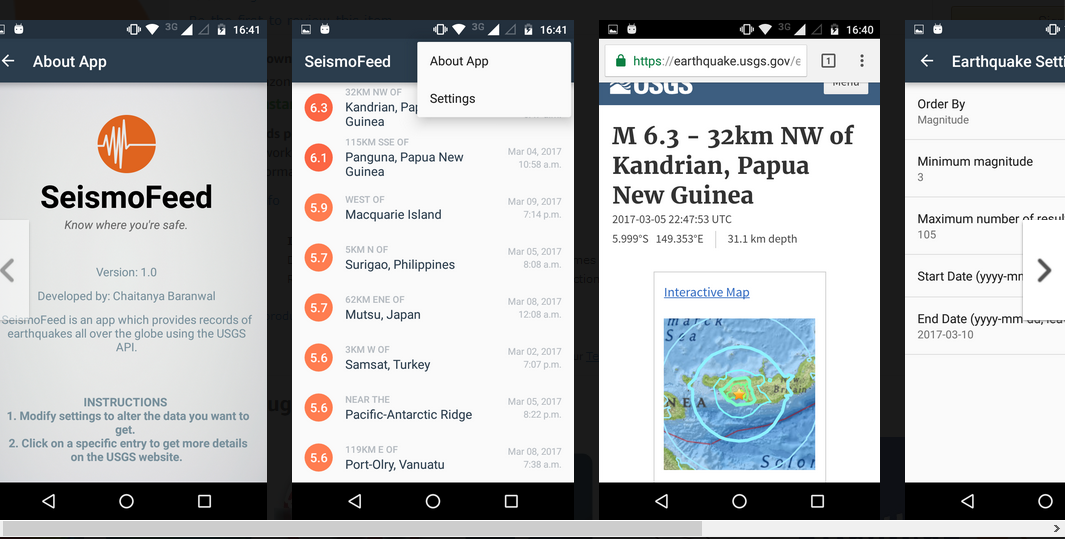 3G 16:41
About App
SeismoFeed
Know where you're safe.
Version: 1.0
Developed by: Chaitanya Baranwal
SeismoFeed is an app which provides records of
earthquakes all over the globe using the USGS
API.
INSTRUCTIONS
1. Modify settings to alter the data you want to
get.
2. Click on a specific entry to get more details
on the USGS website.
3G 16:41
SeismoFeed
About App
Settings
6.3
32KM NW OF
Kandrian, Pap
Guinea
6.1
115KM SSE OF
Panguna, Papua New
Guinea
Mar 04, 2017
10:58 a.m.
5.9
WEST OF
Macquarie Island
Mar 09, 2017
7:14 p.m.
5.7
5KM N OF
Surigao, Philippines
Mar 05, 2017
8:08 a.m.
5.7
62KM ENE OF
Mutsu, Japan
Mar 08, 2017
12:08 a.m.
5.6
3KM W OF
Samsat, Turkey
Mar 02, 2017
7:07 p.m.
5.6
NEAR THE
Pacific-Antarctic Ridge
Mar 05, 2017
8:22 p.m.
5.6
119KM E OF
Port-Olry, Vanuatu
Mar 08, 2017
7:38 a.m.
3G 16:40
https://earthquake.usgs.gov/e
1
USGS
Menu
M 6.3 - 32km NW of
Kandrian, Papua
New Guinea
2017-03-05 22:47:53 UTC
5.999°S 149.353°E 31.1 km depth
Interactive Map
Sea
New
Britain
NEA
Solo
Earthquake Setti
Order By
Magnitude
Minimum magnitude
3
Maximum number of resul
105
Start Date (yyyy-mm
End Date (yyyy-mm-dd, lea
2017-03-10